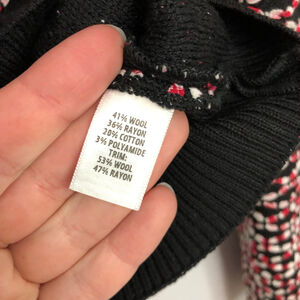 41% WOOL
36% RAYON
20% COTTON
3% POLYAMIDE
TRIM:
53% WOOL
47% RAYON